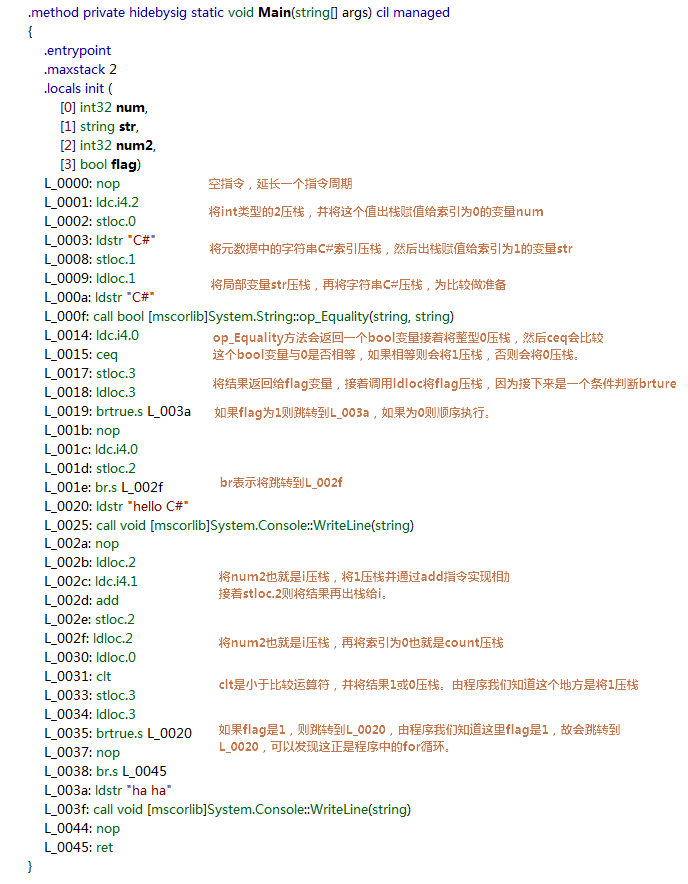 .method private hidebysig static void Main(string[] args) cil managed
{
.entrypoint
.maxstack 2
.locals init (
[0] int32 num,
[1] string str,
[2] int32 num2,
[3] bool flag)
L_0000: nop 空指令，延长一个指令周期
L_0001: ldc.i4.2
将int类型的2压栈，并将这个值出栈赋值给索引为0的变量num
L_0002: stloc.0
L_0003: ldstr "C#"
将元数据中的字符串C#索引压栈，然后出栈赋值给索引为1的变量str
L_0008: stloc.1
L_0009: ldloc.1
将局部变量str压栈，再将字符串C#压栈，为比较做准备
L_000a: ldstr "C#"
L_000f: call bool [mscorlib]System.String::op_Equality(string, string)
L_0014: ldc.i4.0 op_Equality方法会返回一个bool变量接着将整型0压栈，然后ceq会比较
L_0015: ceq 这个bool变量与0是否相等，如果相等则会将1压栈，否则会将0压栈。
L_0017: stloc.3
将结果返回给flag变量，接着调用ldloc将flag压栈，因为接下来是一个条件判断brture
L_0018: ldloc.3
L_0019: brtrue.s L_003a 如果flag为1则跳转到L_003a，如果为0则顺序执行。
L_001b: nop
L_001c: ldc.i4.0
L_001d: stloc.2
L_001e: br.s L_002f br表示将跳转到L_002f
L_0020: ldstr "hello C#"
L_0025: call void [mscorlib]System.Console::WriteLine(string)
L_002a: nop
L_002b: ldloc.2
L_002c: ldc.i4.1 将num2也就是i压栈，将1压栈并通过add指令实现相
L_002d: add 接着stloc.2则将结果再出栈给i。
L_002e: stloc.2
L_002f: ldloc.2 将num2也就是i压栈，再将索引为0也就是count压栈
L_0030: ldloc.0
L_0031: clt clt是小于比较运算符，并将结果1或0压栈。由程序我们知道这个地方是将1压栈
L_0033: stloc.3
L_0034: ldloc.3
L_0035: brtrue.s L_0020 如果flag是1，则跳转到L_0020，由程序我们知道这里flag是1，故会跳转到
L_0037: nop L_0020，可以发现这正是程序中的for循环。
L_0038: br.s L_0045
L_003a: ldstr "ha ha"
L_003f: call void [mscorlib]System.Console::WriteLine(string)
L_0044: nop
L_0045: ret
}